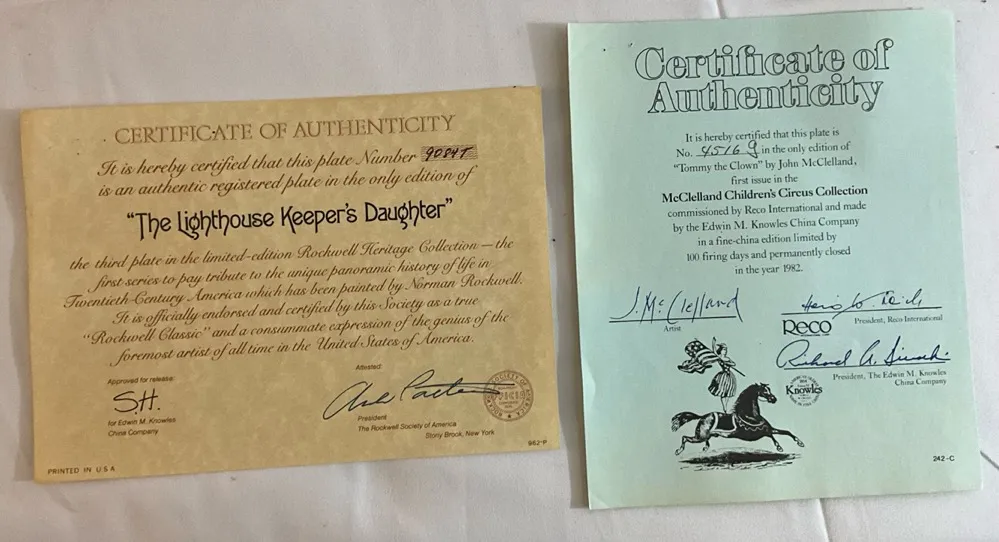 CERTIFICATE OF AUTHENTICITY
It is hereby certified that this plate Number 9084T
is an authentic registered plate in the only edition of
"The Lighthouse Keeper's Daughter"
the third plate in the limited-edition Rockwell Heritage Collection — the
first series to pay tribute to the unique panoramic history of life in
Twentieth-Century America which has been painted by Norman Rockwell.
It is officially endorsed and certified by this Society as a true
"Rockwell Classic" and a consummate expression of the genius of the
foremost artist of all time in the United States of America.
Approved for release:
S.H.
for Edwin M. Knowles
China Company
Attested:
President
The Rockwell Society of America
Stony Brook, New York
PRINTED IN U S A
962-P
Certificate of
Authenticity
It is hereby certified that this plate is
No. 4516 g in the only edition of
"Tommy the Clown" by John McClelland,
first issue in the
McClelland Children's Circus Collection
commissioned by Reco International and made
by the Edwin M. Knowles China Company
in a fine-china edition limited by
100 firing days and permanently closed
in the year 1982.
J. McClelland
Artist
RECO
President, Reco International
President, The Edwin M. Knowles
China Company
Knowles
242-C